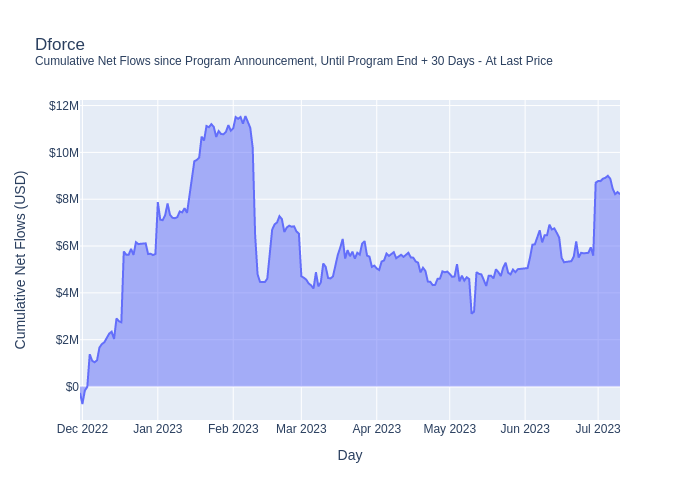 Dforce
Cumulative Net Flows since Program Announcement, Until Program End + 30 Days - At Last Price
$12M
$10M
$8M
$6M
$4M
$2M
$0
Cumulative Net Flows (USD)
Dec 2022 Jan 2023 Feb 2023 Mar 2023 Apr 2023 May 2023 Jun 2023 Jul 2023
Day